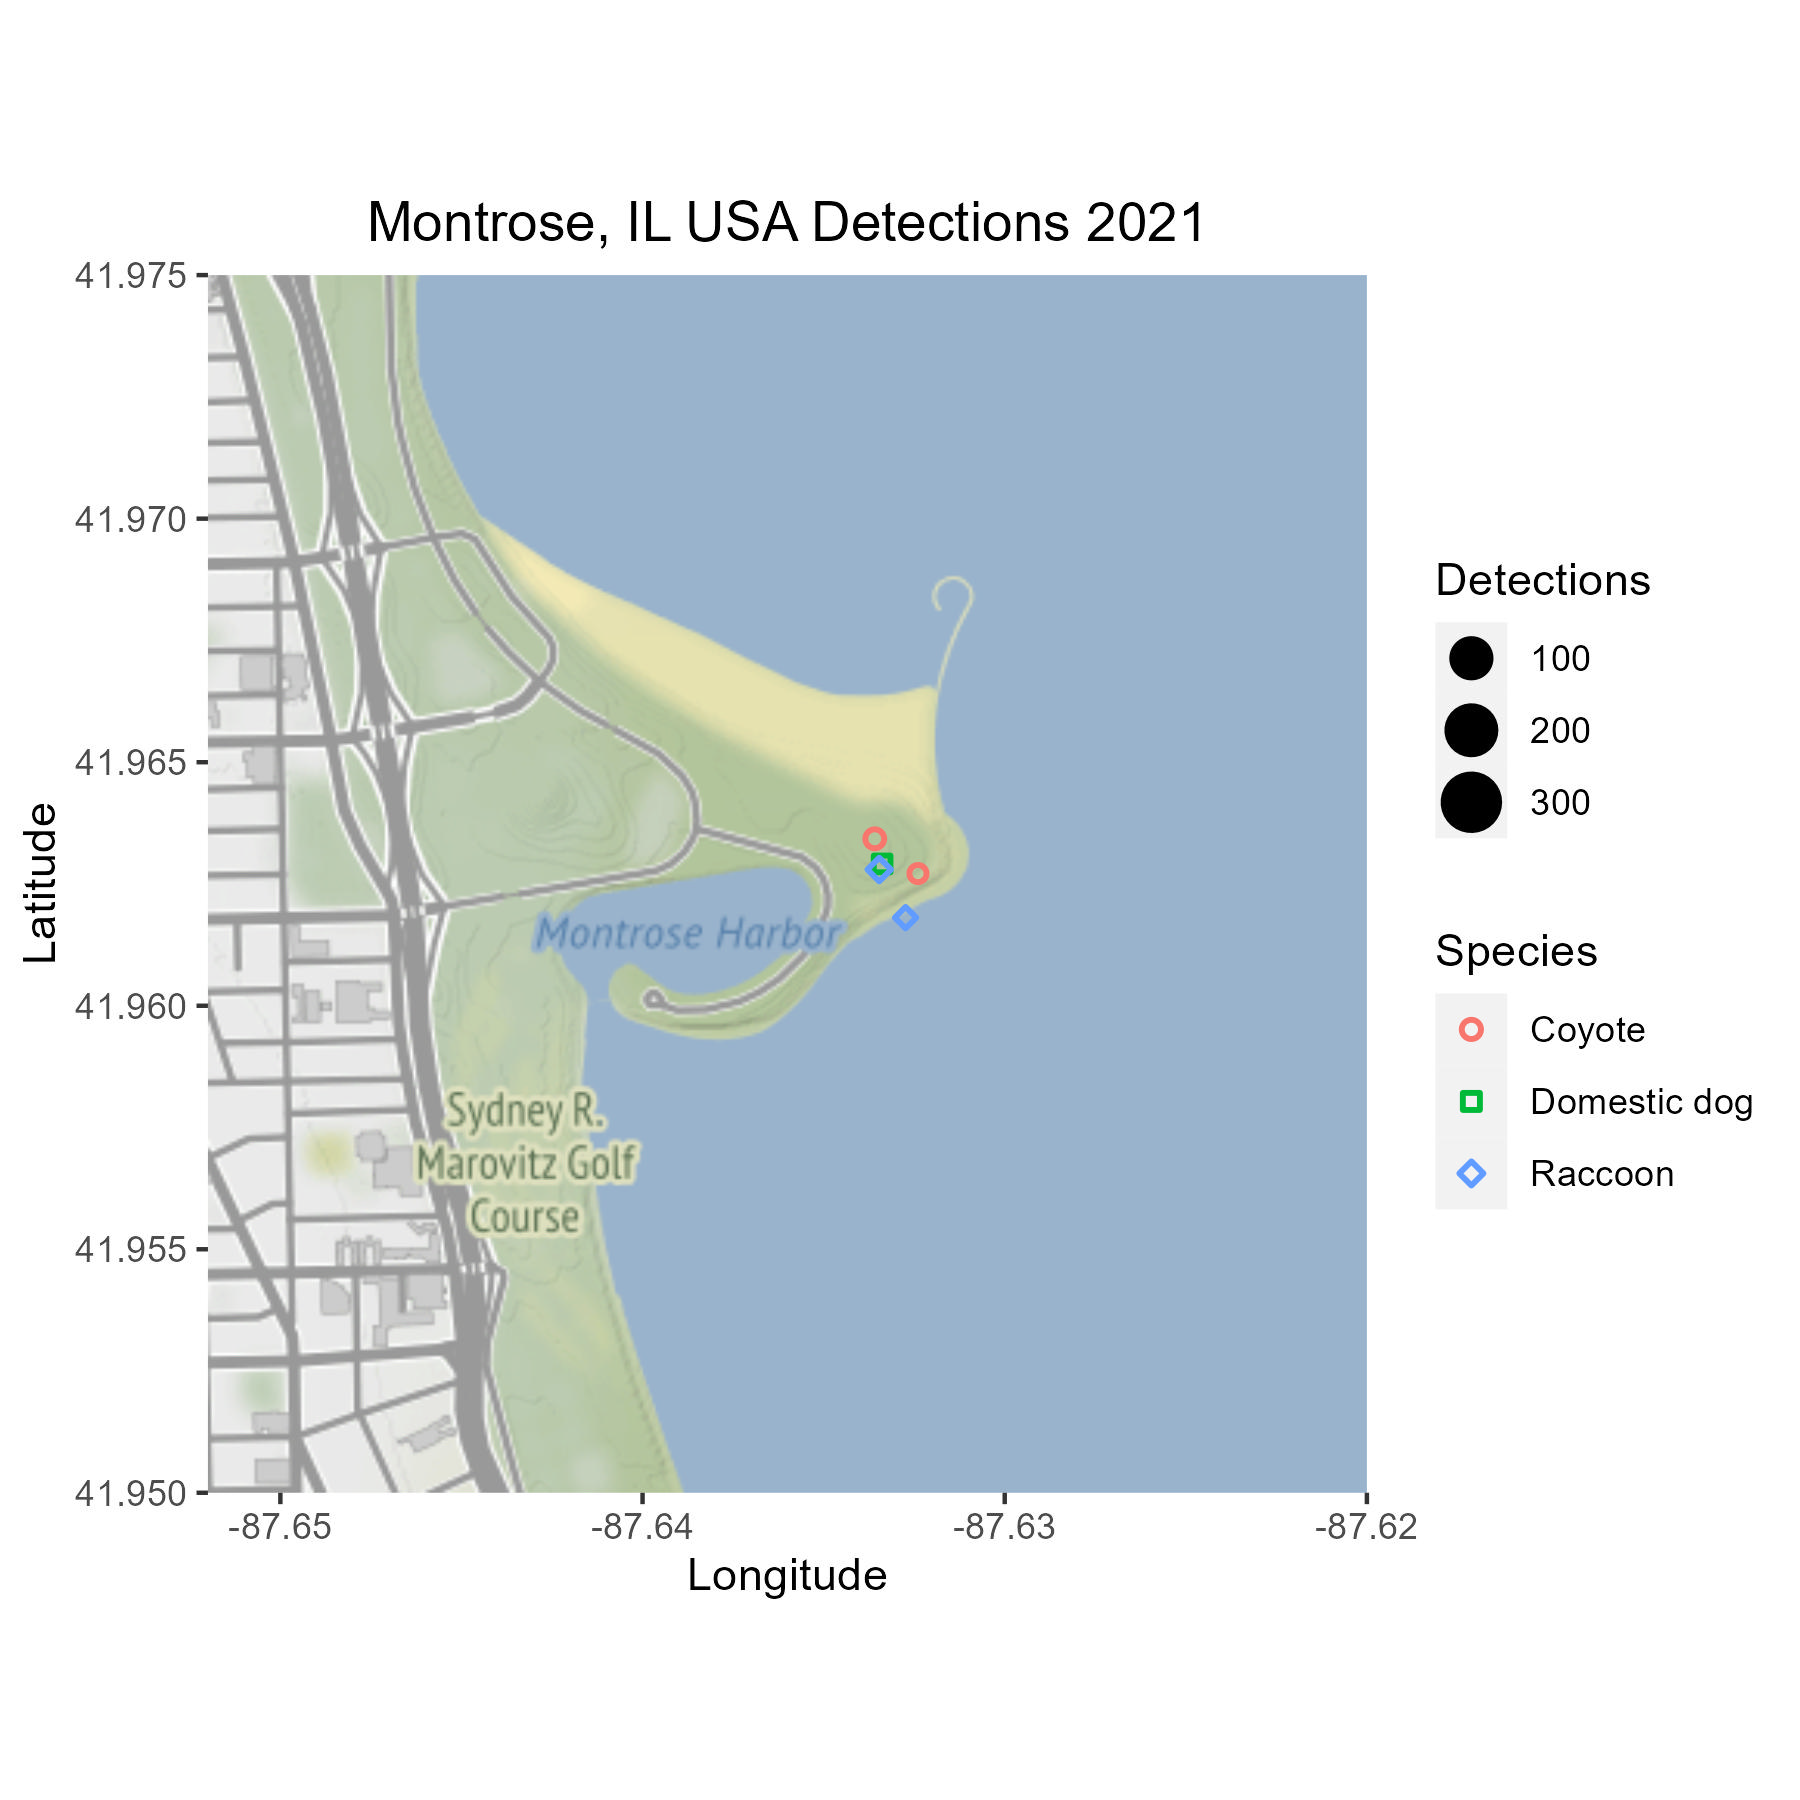 Montrose, IL USA Detections 2021
41.975
41.970
41.965
41.960
41.955
41.950
Latitude
Montrose Harbor
Sydney R.
Marovitz Golf
Course
-87.65
-87.64
-87.63
-87.62
Longitude
Detections
100
200
300
Species
Coyote
Domestic dog
Raccoon